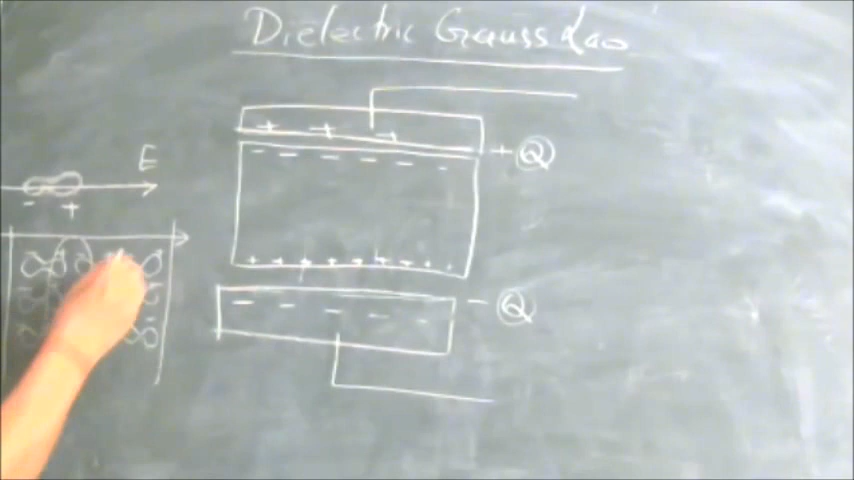 Dielectric Gauss Law
+ + +
+ Q
- - - - - -
E
- +
+ + + + + + + + +
- - - - -
- Q